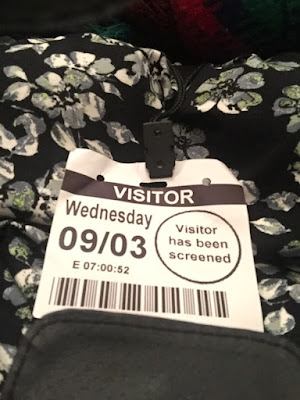 VISITOR
Wednesday
09/03
E 07:00:52
Visitor
has been
screened